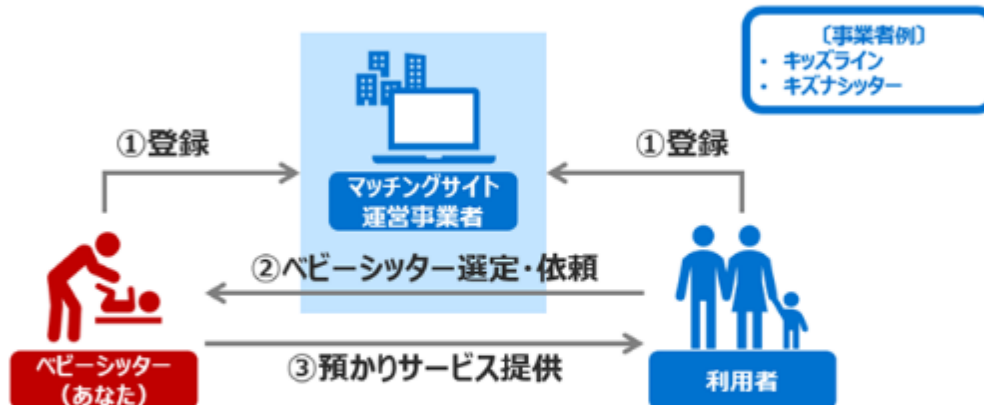 〔事業者例〕
・ キッズライン
・ キズナシッター
①登録
①登録
マッチングサイト
運営事業者
②ベビーシッター選定・依頼
③預かりサービス提供
ベビーシッター
（あなた）
利用者